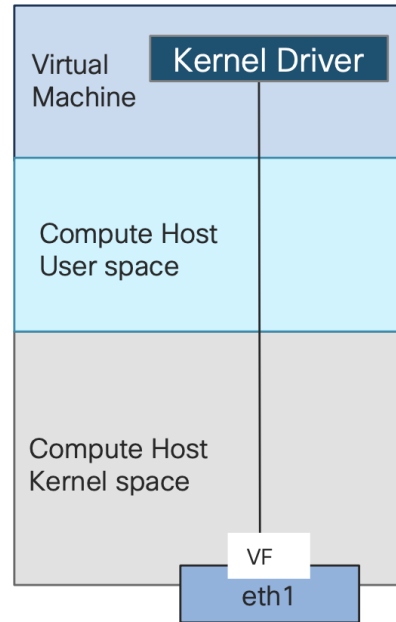 Kernel Driver
Virtual
Machine
Compute Host
User space
Compute Host
Kernel space
VF
eth1